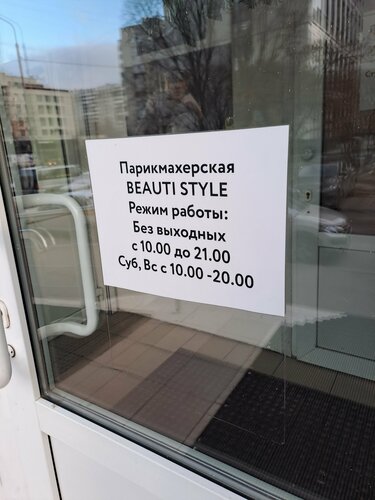 Парикмахерская
BEAUTI STYLE
Режим работы:
Без выходных
с 10.00 до 21.00
Суб, Вс с 10.00 -20.00